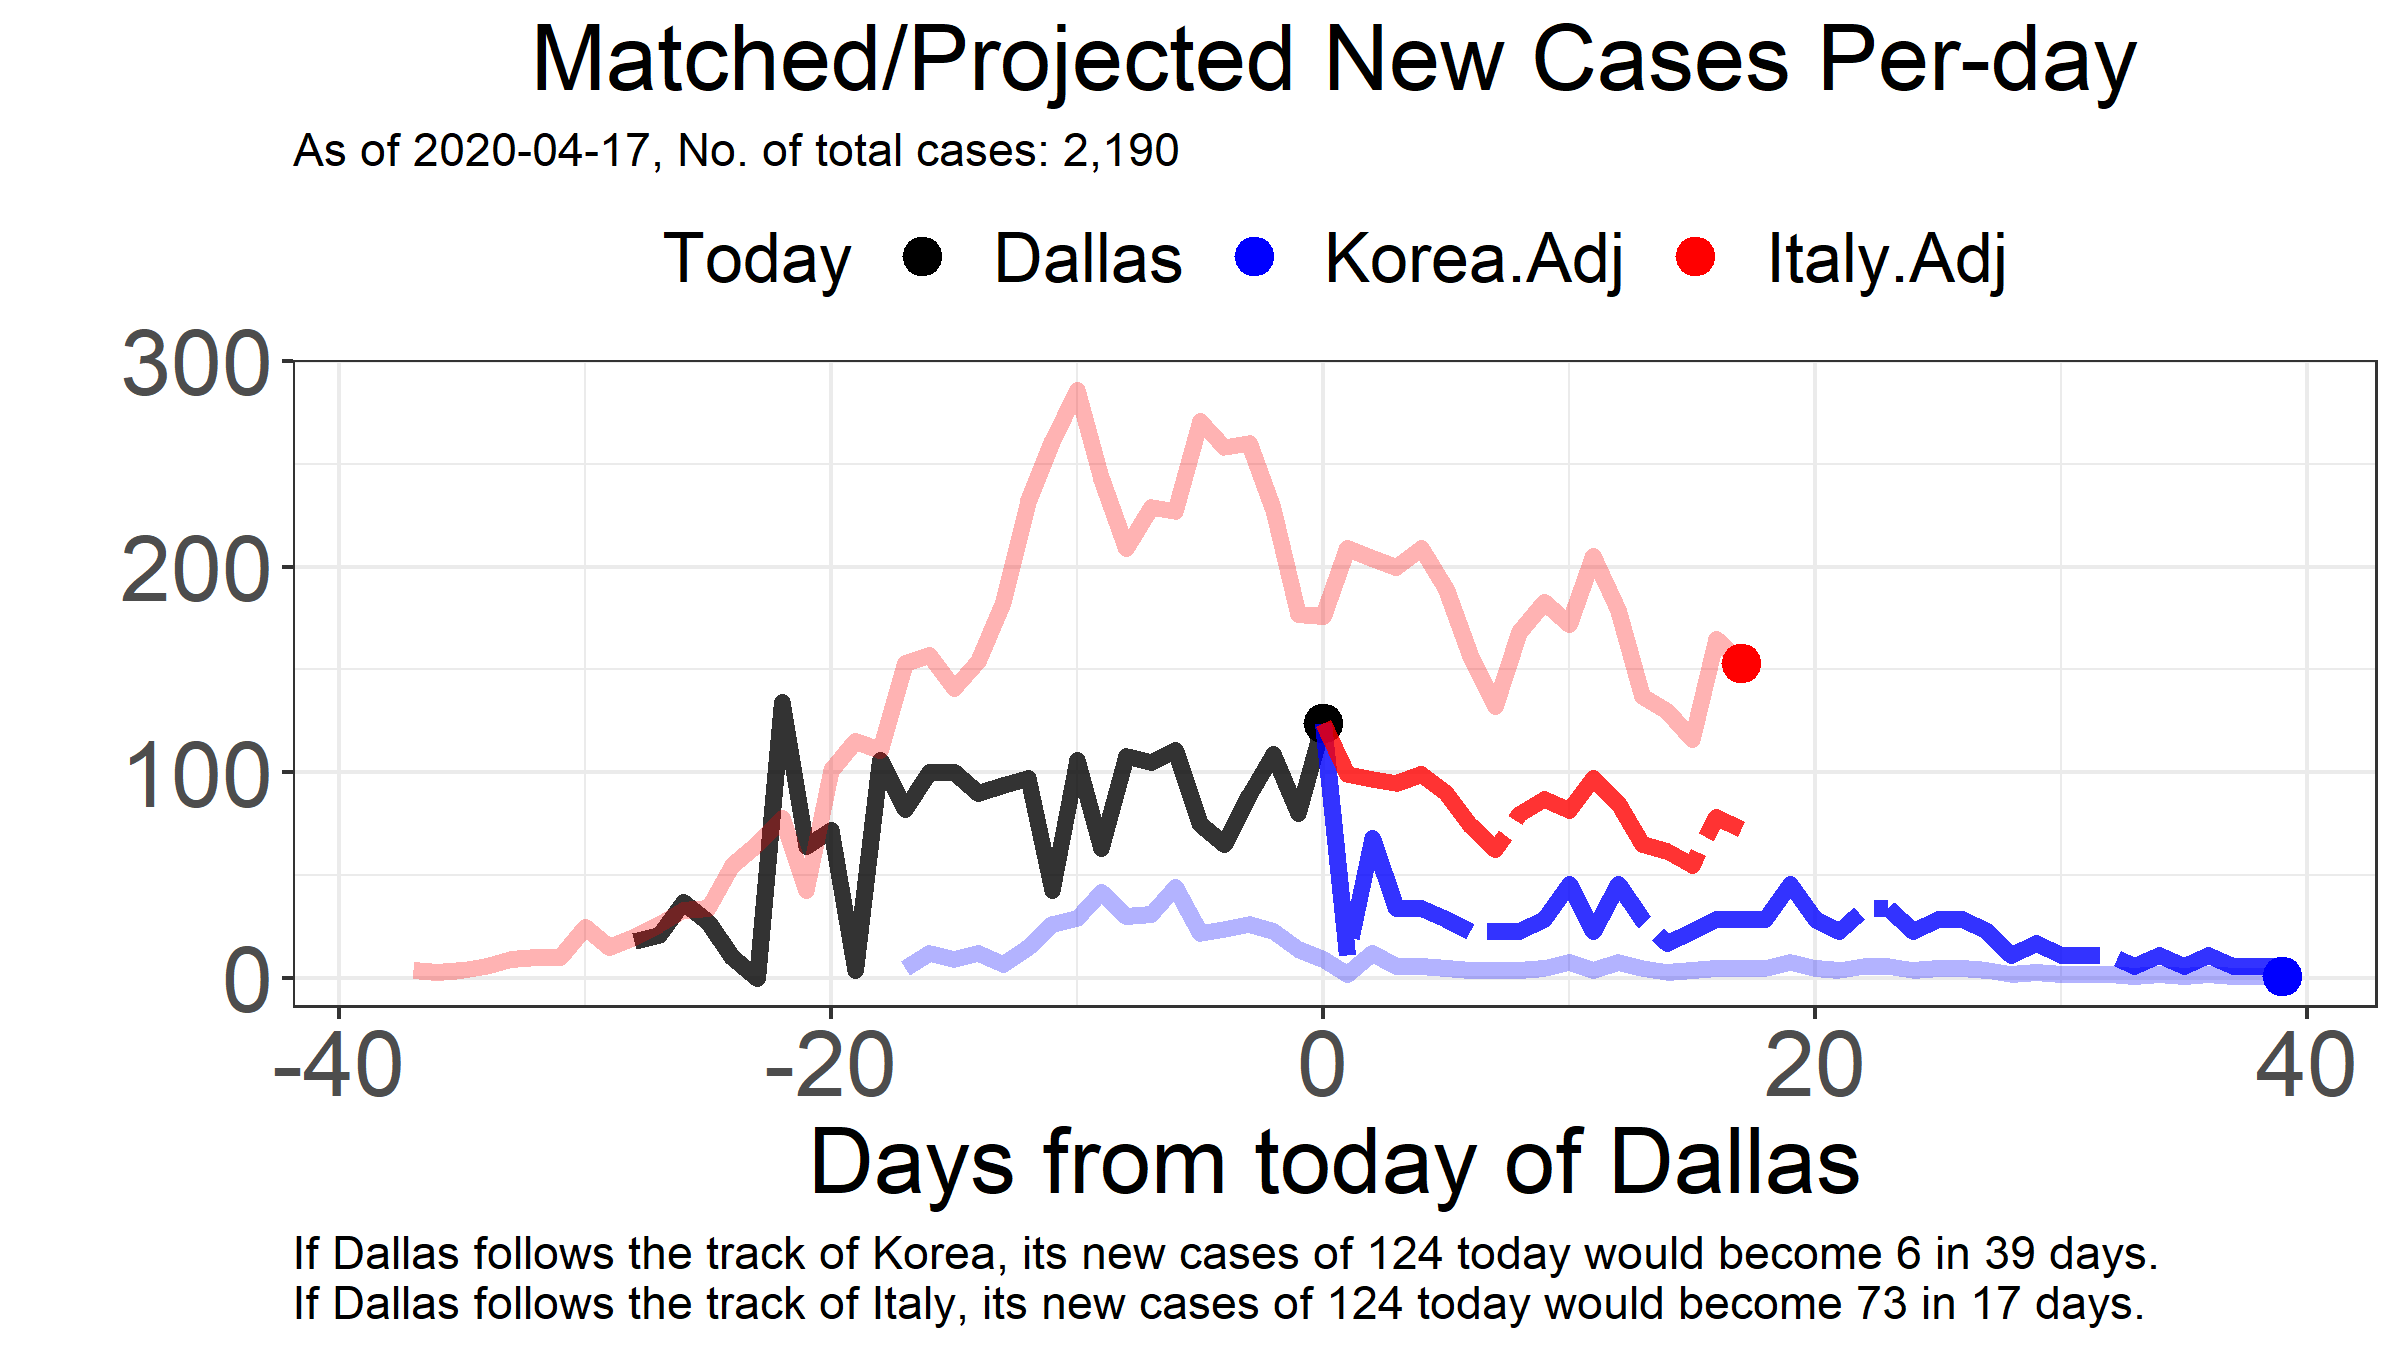 Matched/Projected New Cases Per-day
As of 2020-04-17, No. of total cases: 2,190
Today Dallas Korea.Adj Italy.Adj
300
200
100
0
-40 -20 0 20 40
Days from today of Dallas
If Dallas follows the track of Korea, its new cases of 124 today would become 6 in 39 days.
If Dallas follows the track of Italy, its new cases of 124 today would become 73 in 17 days.